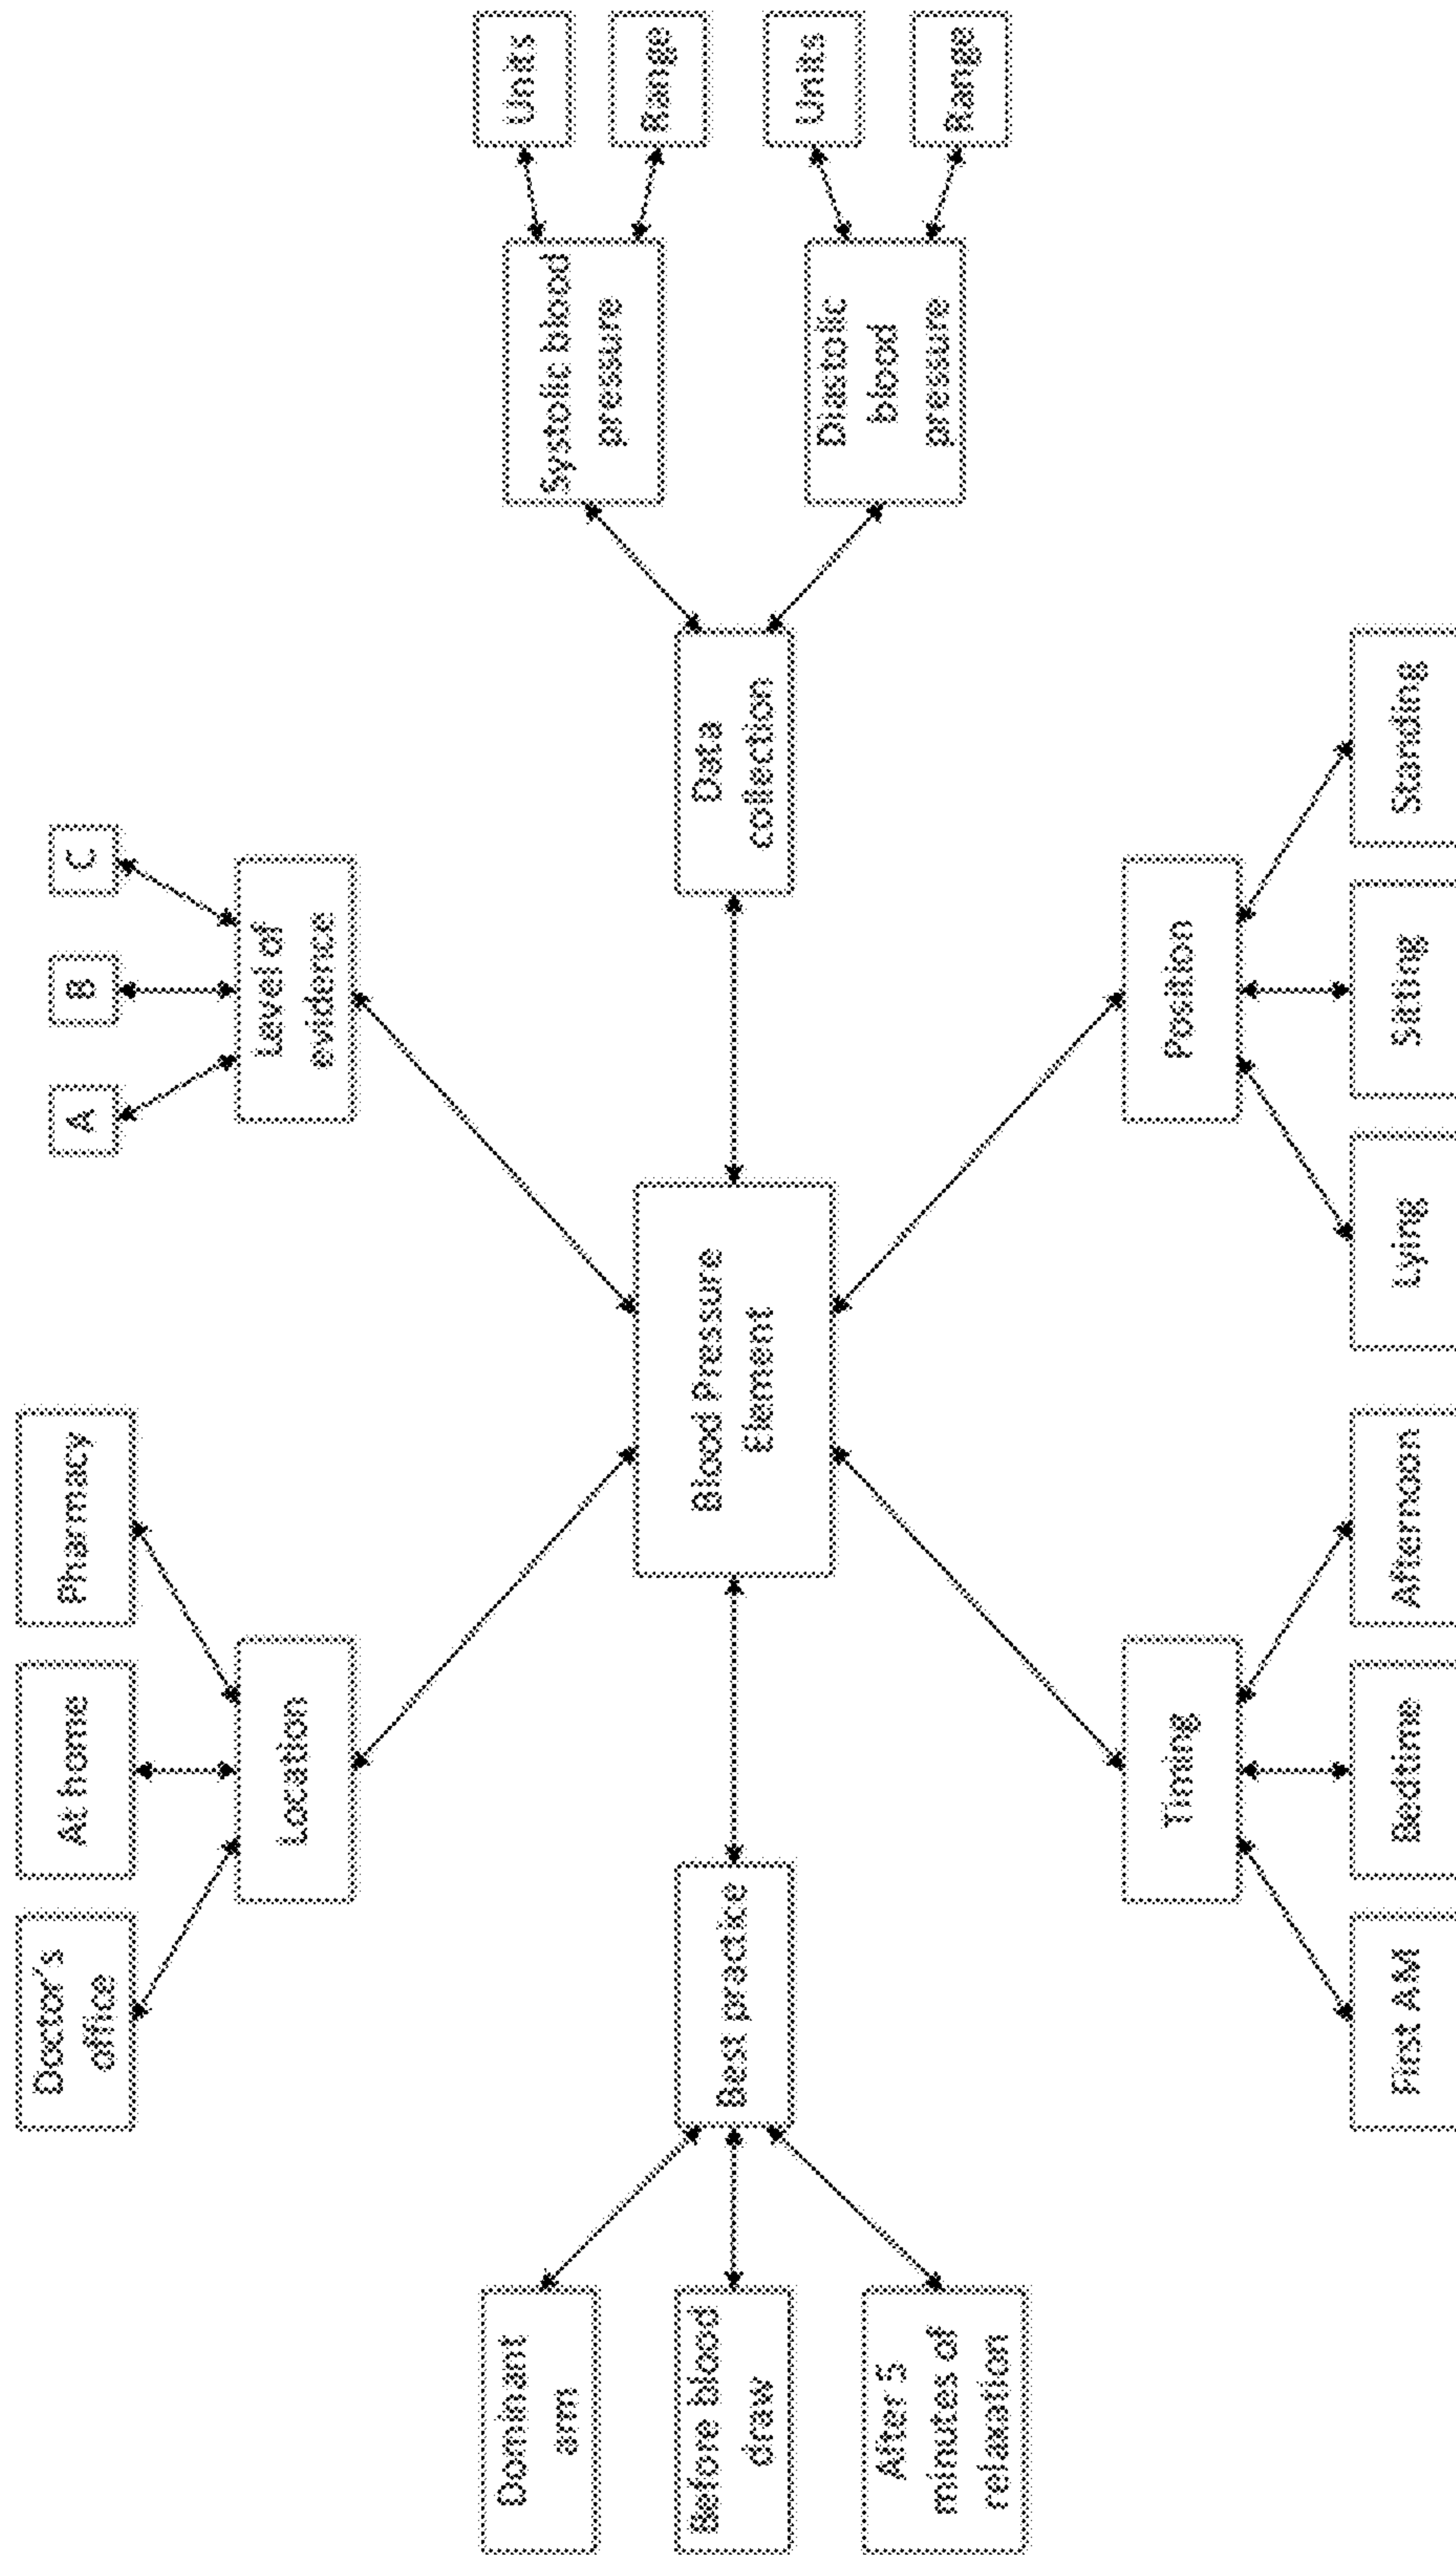 Doctor's
office
At home
Pharmacy
A
B
C
Location
Level of
evidence
Dominant
arm
Before blood
draw
After 5
minutes of
relaxation
Best practice
Blood Pressure
Element
Data
collection
Systolic blood
pressure
Diastolic
blood
pressure
Units
Range
Units
Range
Timing
Position
First AM
Bedtime
Afternoon
Lying
Sitting
Standing